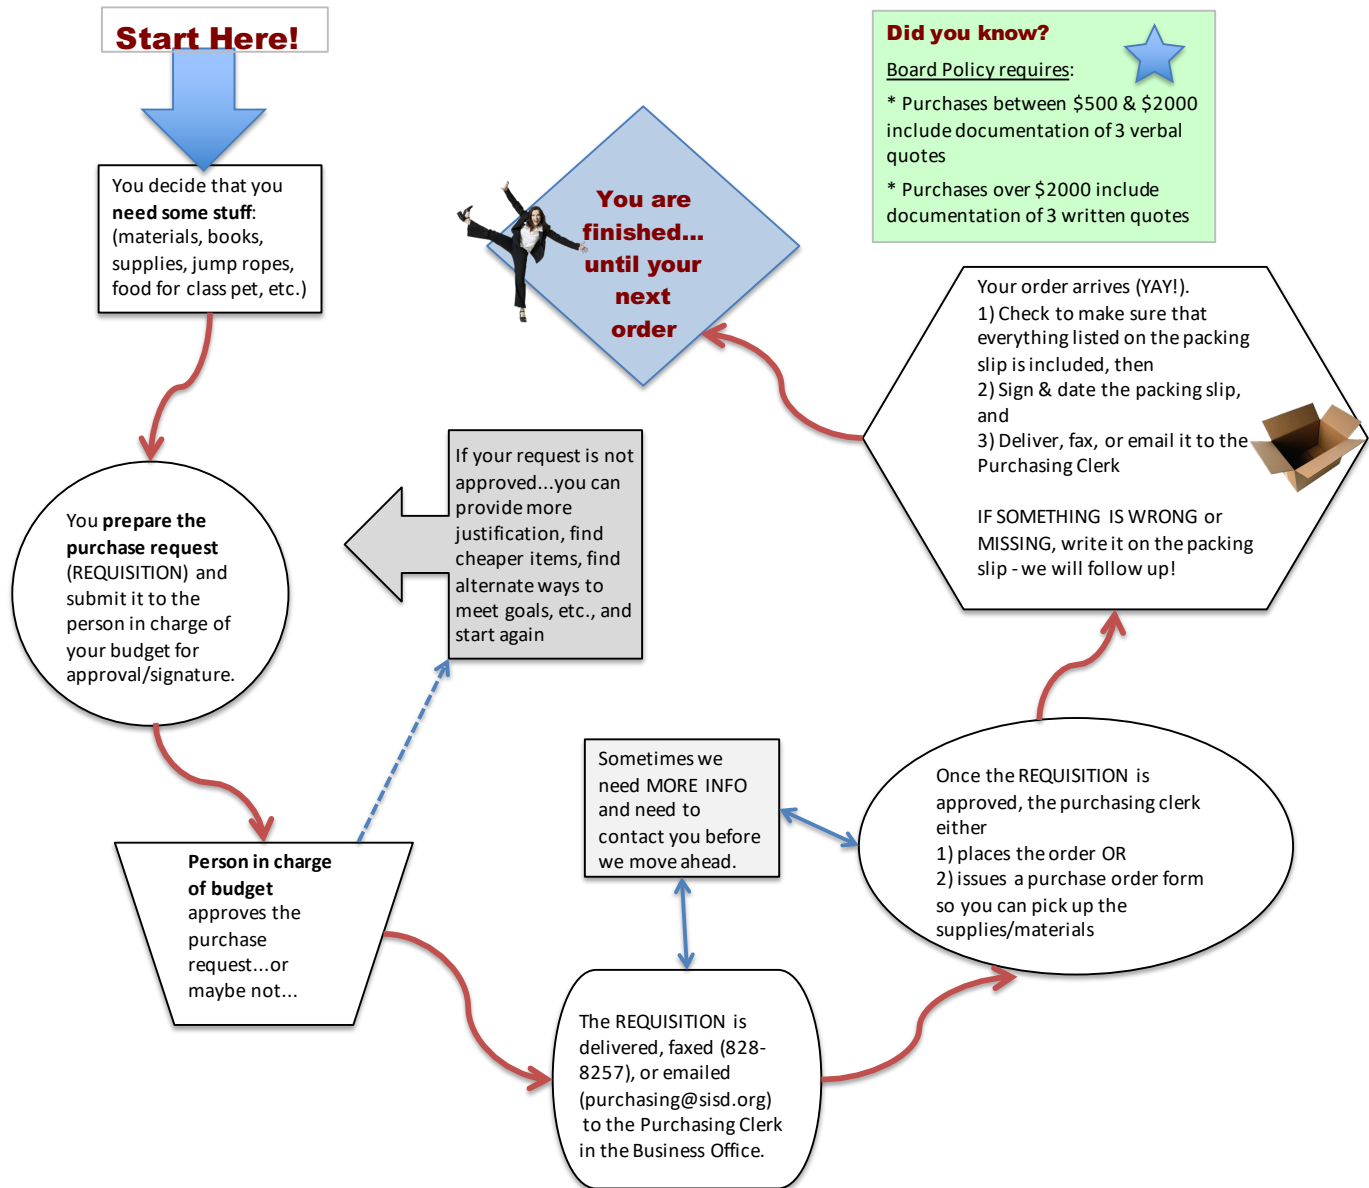 Start Here!
You decide that you
need some stuff:
(materials, books,
supplies, jump ropes,
food for class pet, etc.)
You prepare the
purchase request
(REQUISITION) and
submit it to the
person in charge of
your budget for
approval/signature.
Person in charge
of budget
approves the
purchase
request...or
maybe not...
If your request is not
approved...you can
provide more
justification, find
cheaper items, find
alternate ways to
meet goals, etc., and
start again
The REQUISITION is
delivered, faxed (828-
8257), or emailed
(purchasing@sisd.org)
to the Purchasing Clerk
in the Business Office.
Sometimes we
need MORE INFO
and need to
contact you before
we move ahead.
Once the REQUISITION is
approved, the purchasing clerk
either
1) places the order OR
2) issues a purchase order form
so you can pick up the
supplies/materials
Your order arrives (YAY!).
1) Check to make sure that
everything listed on the packing
slip is included, then
2) Sign & date the packing slip,
and
3) Deliver, fax, or email it to the
Purchasing Clerk
IF SOMETHING IS WRONG or
MISSING, write it on the packing
slip - we will follow up!
You are
finished...
until your
next
order
Did you know?
Board Policy requires:
* Purchases between $500 & $2000
include documentation of 3 verbal
quotes
* Purchases over $2000 include
documentation of 3 written quotes